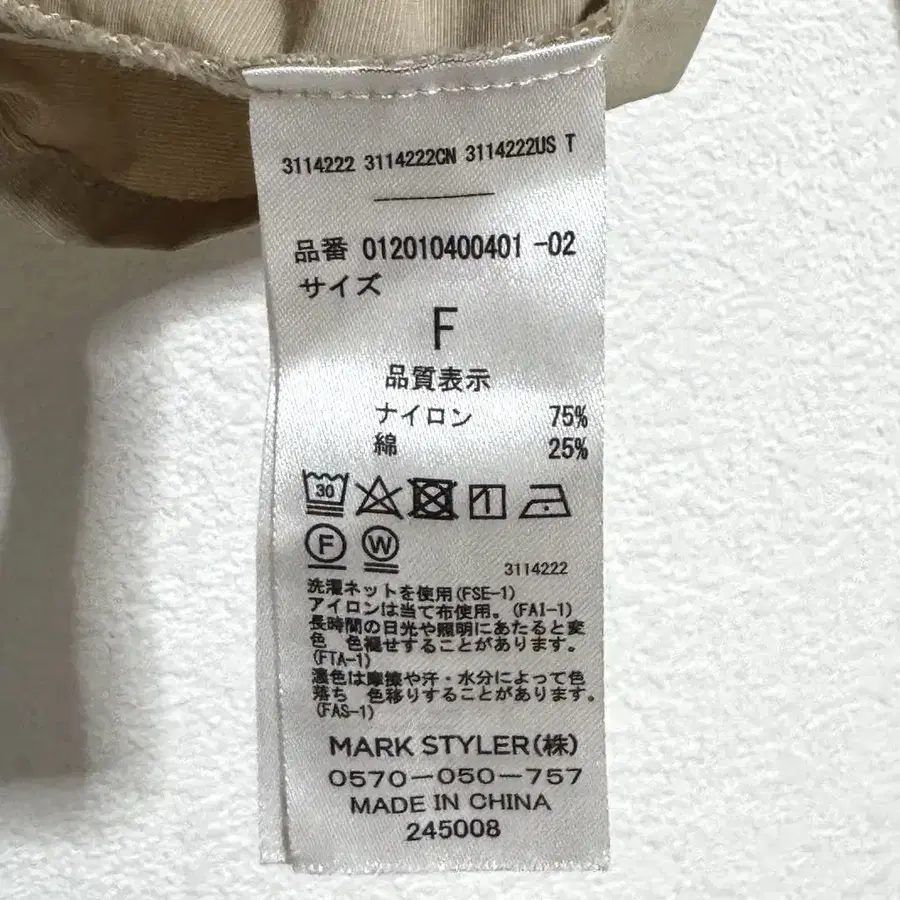 3114222 3114222CN 3114222US T
品番 012010400401 -02
サイズ
F
品質表示
ナイロン 75%
綿 25%
30
1
F W
3114222
洗濯ネットを使用(FSE-1)
アイロンは当て布使用。(FAI-1)
長時間の日光や照明にあたると変
色 色褪せすることがあります。
(FTA-1)
濃色は摩擦や汗・水分によって色
落ち 色移りすることがあります。
(FAS-1)
MARK STYLER(株)
0570-050-757
MADE IN CHINA
245008